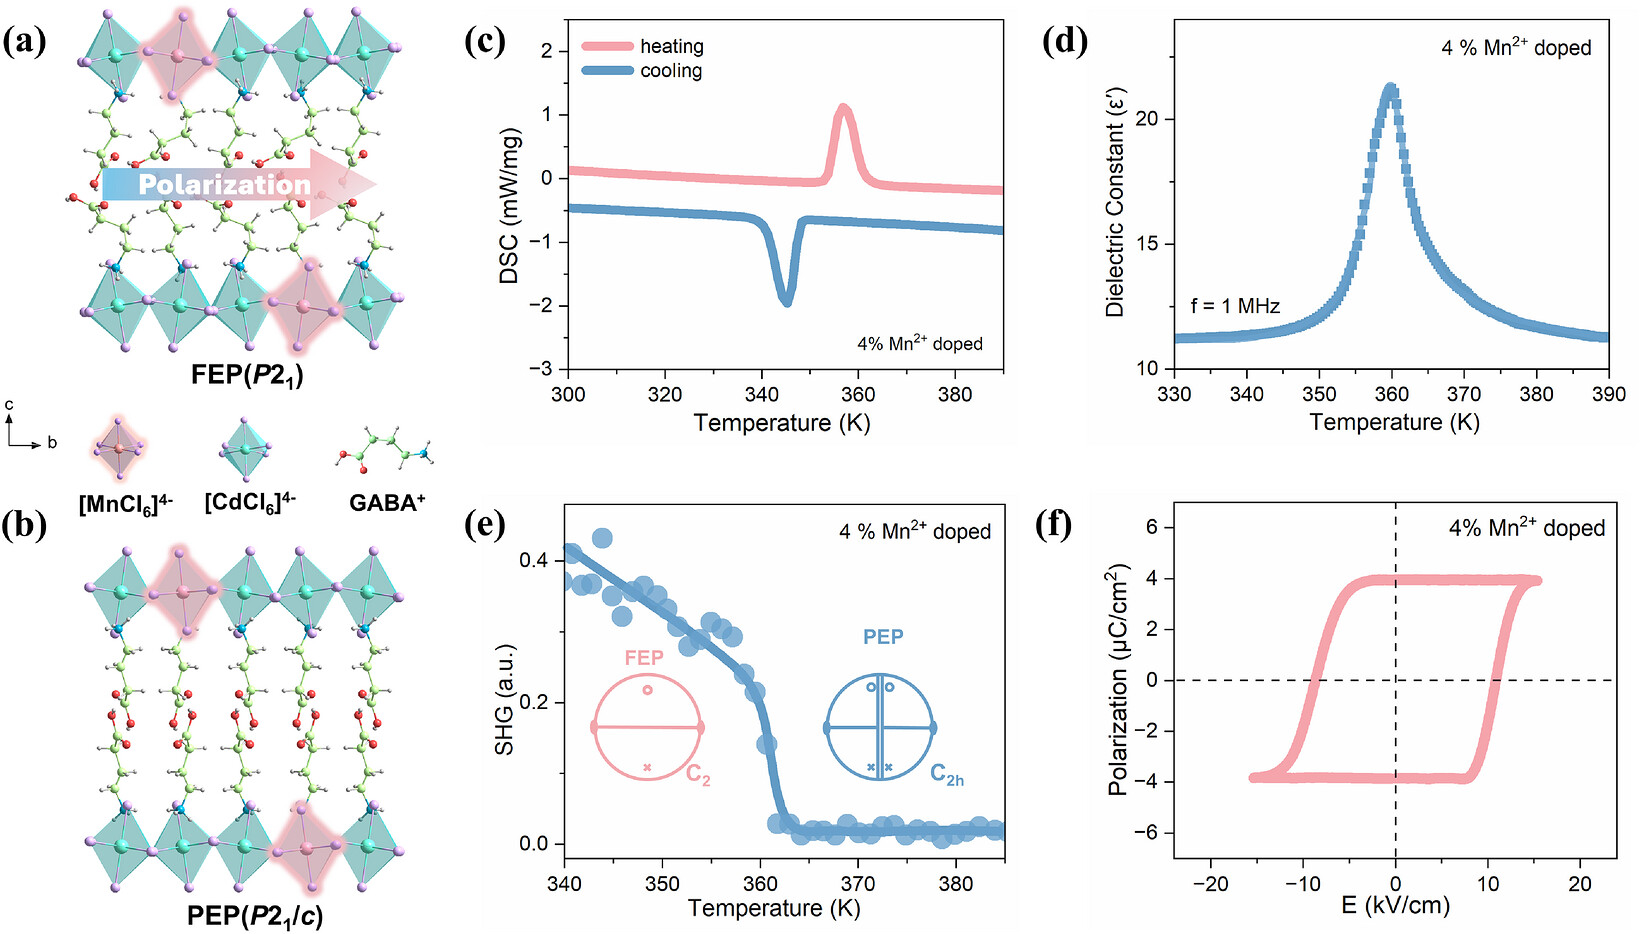 (a)
Polarization
FEP(P2₁)
c
b
[MnCl₆]⁴⁻
[CdCl₆]⁴⁻
GABA⁺
(b)
PEP(P2₁/c)
(c)
heating
cooling
2
1
0
−1
−2
−3
DSC (mW/mg)
4% Mn²⁺ doped
300
320
340
360
380
Temperature (K)
(d)
4 % Mn²⁺ doped
20
15
10
Dielectric Constant (ε')
f = 1 MHz
330
340
350
360
370
380
390
Temperature (K)
(e)
4 % Mn²⁺ doped
0.4
0.2
0.0
SHG (a.u.)
FEP
C₂
PEP
C₂ₕ
340
350
360
370
380
Temperature (K)
(f)
4% Mn²⁺ doped
6
4
2
0
−2
−4
−6
Polarization (μC/cm²)
−20
−10
0
10
20
E (kV/cm)